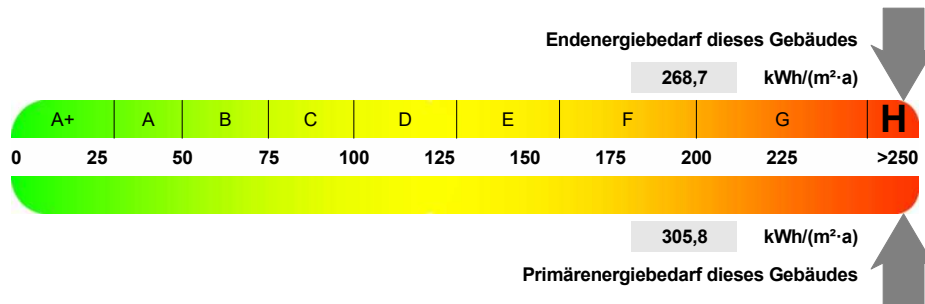 Endenergiebedarf dieses Gebäudes
268,7 kWh/(m²·a)
A+ A B C D E F G H
0 25 50 75 100 125 150 175 200 225 >250
305,8 kWh/(m²·a)
Primärenergiebedarf dieses Gebäudes